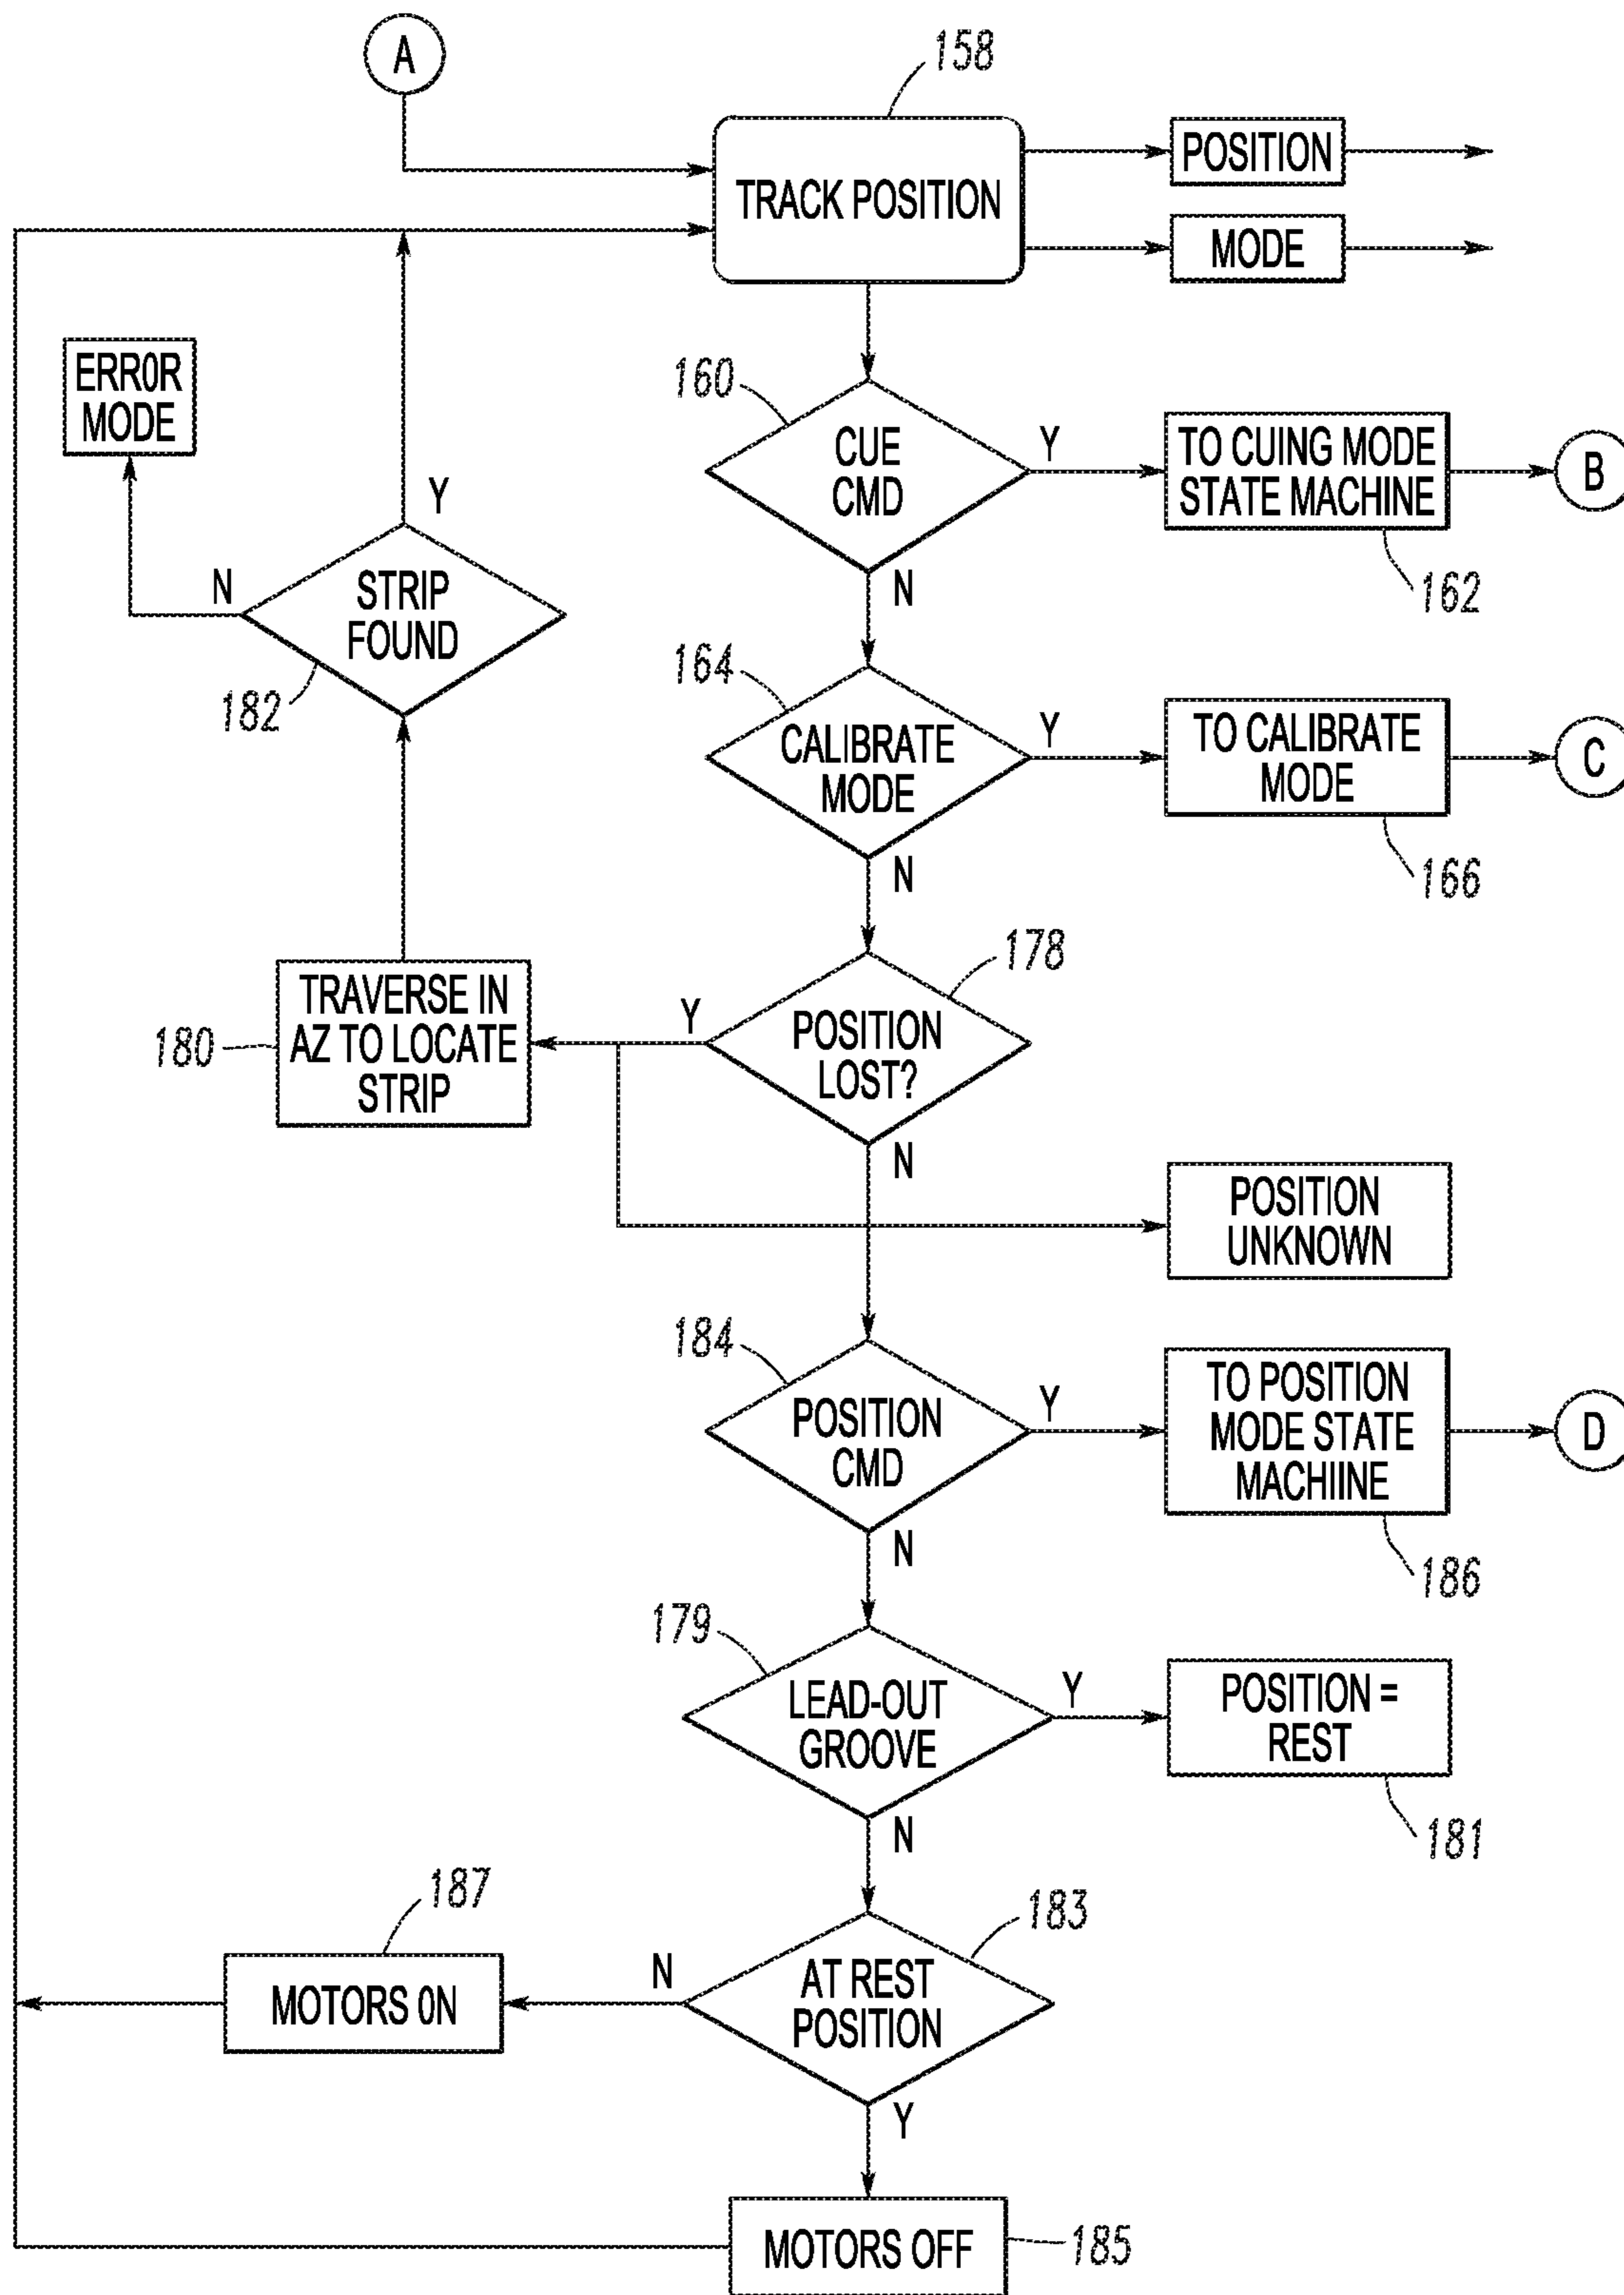 A
158
TRACK POSITION
POSITION
MODE
ERROR
MODE
160
CUE
CMD
Y
TO CUING MODE
STATE MACHINE
B
162
N
Y
N
STRIP
FOUND
182
164
CALIBRATE
MODE
Y
TO CALIBRATE
MODE
C
166
N
178
POSITION
LOST?
Y
TRAVERSE IN
AZ TO LOCATE
STRIP
180
N
POSITION
UNKNOWN
184
POSITION
CMD
Y
TO POSITION
MODE STATE
MACHIINE
D
186
N
179
LEAD-OUT
GROOVE
Y
POSITION =
REST
181
N
187
183
AT REST
POSITION
N
MOTORS ON
Y
MOTORS OFF
185